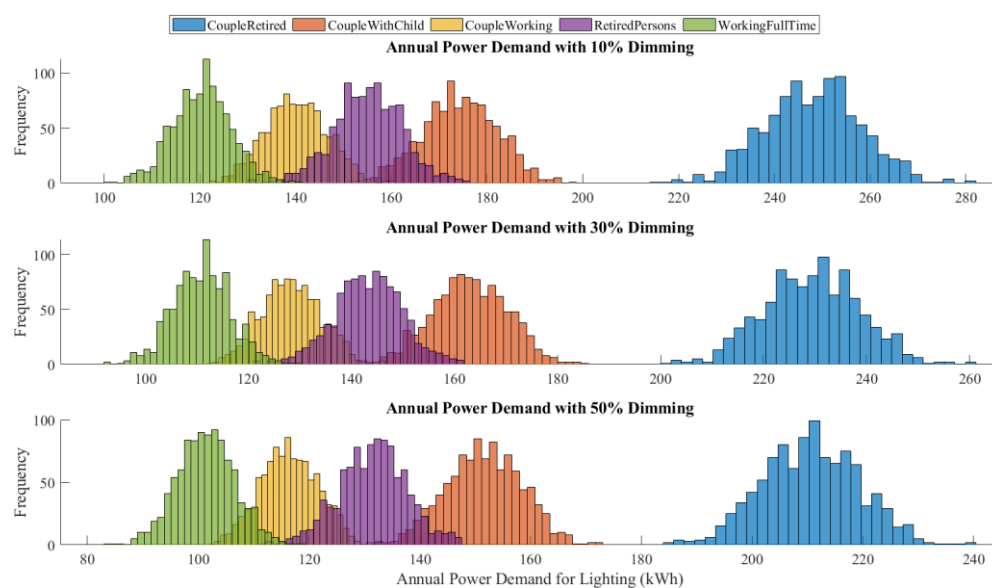 CoupleRetired CoupleWithChild CoupleWorking RetiredPersons WorkingFullTime
Annual Power Demand with 10% Dimming
Frequency
100
50
0
100 120 140 160 180 200 220 240 260 280
Annual Power Demand with 30% Dimming
Frequency
100
50
0
100 120 140 160 180 200 220 240 260
Annual Power Demand with 50% Dimming
Frequency
100
50
0
80 100 120 140 160 180 200 220 240
Annual Power Demand for Lighting (kWh)